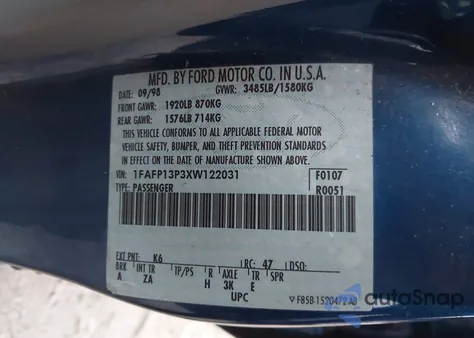 MFD. BY FORD MOTOR CO. IN U.S.A.
DATE: 09/98 GVWR: 3485LB/1580KG
FRONT GAWR: 1920LB 870KG
REAR GAWR: 1576LB 714KG
THIS VEHICLE CONFORMS TO ALL APPLICABLE FEDERAL MOTOR
VEHICLE SAFETY, BUMPER, AND THEFT PREVENTION STANDARDS
IN EFFECT ON THE DATE OF MANUFACTURE SHOWN ABOVE.
VIN: 1FAFP13P3XW122031 F0107
TYPE: PASSENGER R0051
EXT PNT: K6 RC: 47 DSO:
BRK INT TR TP/PS R AXLE TR SPR
A ZA H 3K E
UPC
F85B-1520472-AB
autoSnap